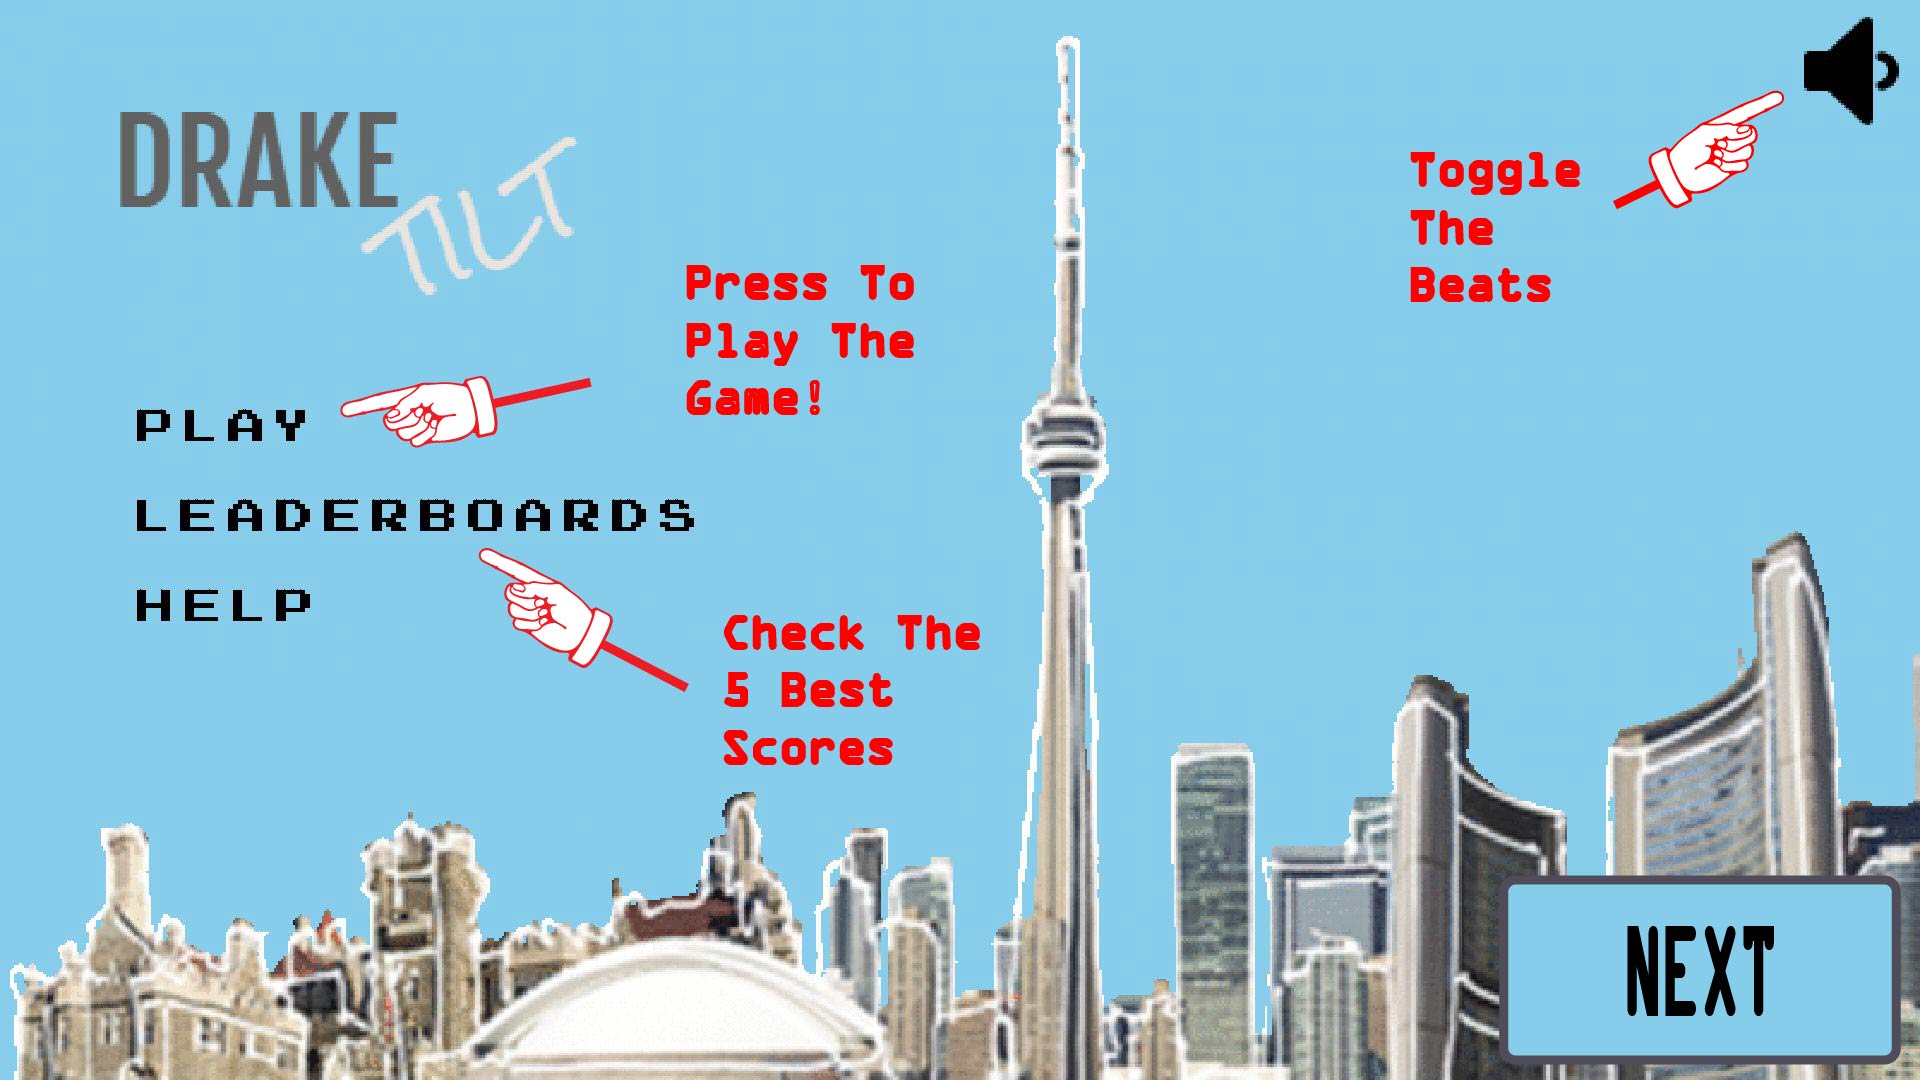 DRAKE
TILT
Toggle
The
Beats
Press To
Play The
Game!
PLAY
LEADERBOARDS
HELP
Check The
5 Best
Scores
NEXT